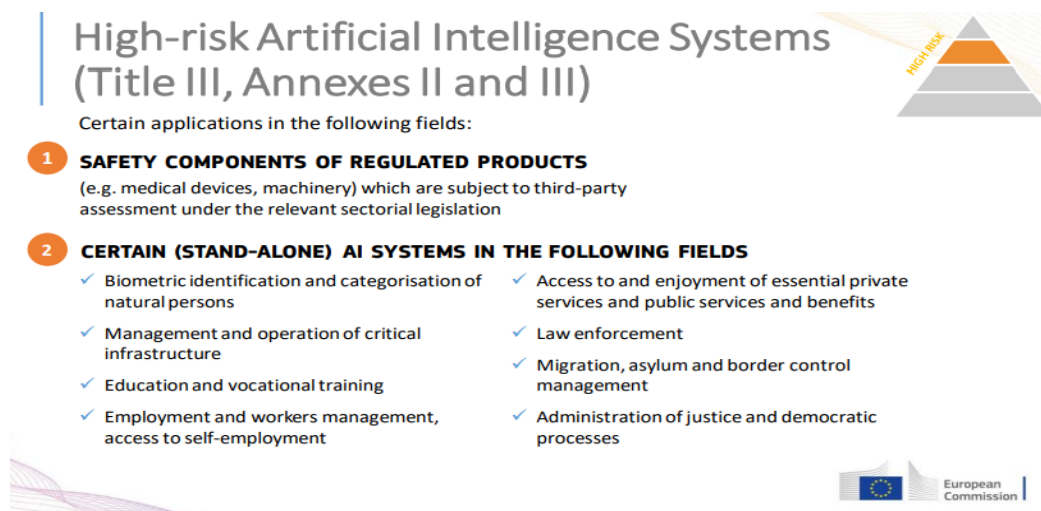 High-risk Artificial Intelligence Systems
(Title III, Annexes II and III)
HIGH RISK
Certain applications in the following fields:
1
SAFETY COMPONENTS OF REGULATED PRODUCTS
(e.g. medical devices, machinery) which are subject to third-party
assessment under the relevant sectorial legislation
2
CERTAIN (STAND-ALONE) AI SYSTEMS IN THE FOLLOWING FIELDS
✓ Biometric identification and categorisation of
natural persons
✓ Management and operation of critical
infrastructure
✓ Education and vocational training
✓ Employment and workers management,
access to self-employment
✓ Access to and enjoyment of essential private
services and public services and benefits
✓ Law enforcement
✓ Migration, asylum and border control
management
✓ Administration of justice and democratic
processes
European
Commission